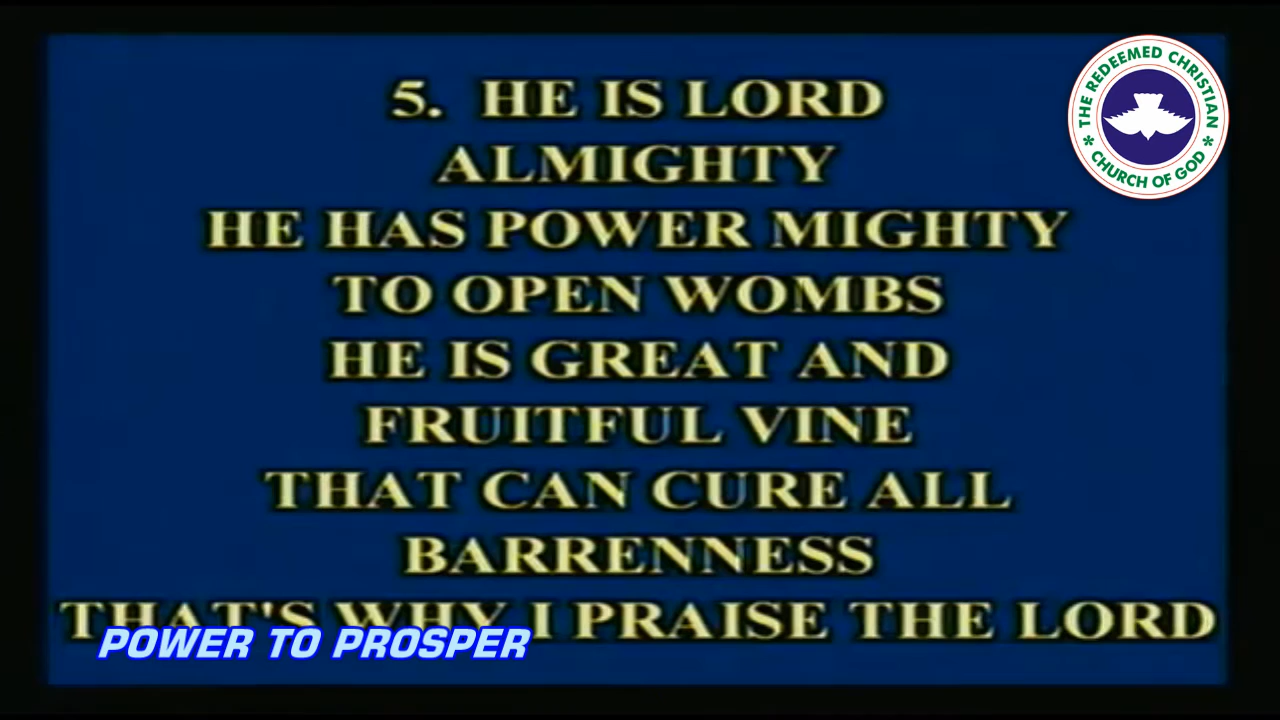 5. HE IS LORD
ALMIGHTY
HE HAS POWER MIGHTY
TO OPEN WOMBS
HE IS GREAT AND
FRUITFUL VINE
THAT CAN CURE ALL
BARRENNESS
THAT'S WHY I PRAISE THE LORD
POWER TO PROSPER
THE REDEEMED CHRISTIAN
* CHURCH OF GOD *